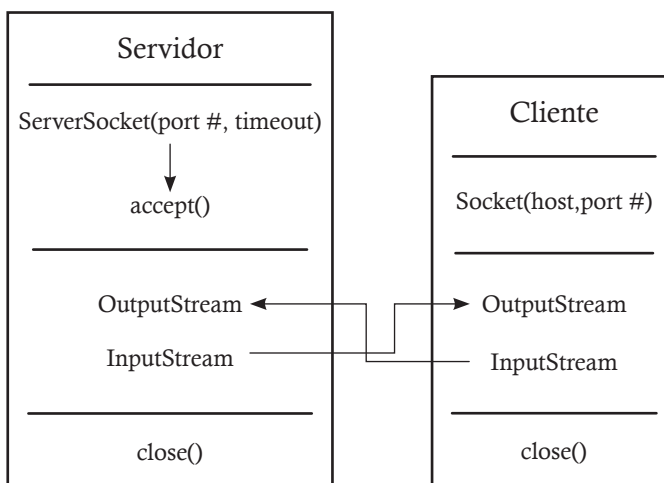 Servidor
ServerSocket(port #, timeout)
accept()
OutputStream
InputStream
close()
Cliente
Socket(host,port #)
OutputStream
InputStream
close()